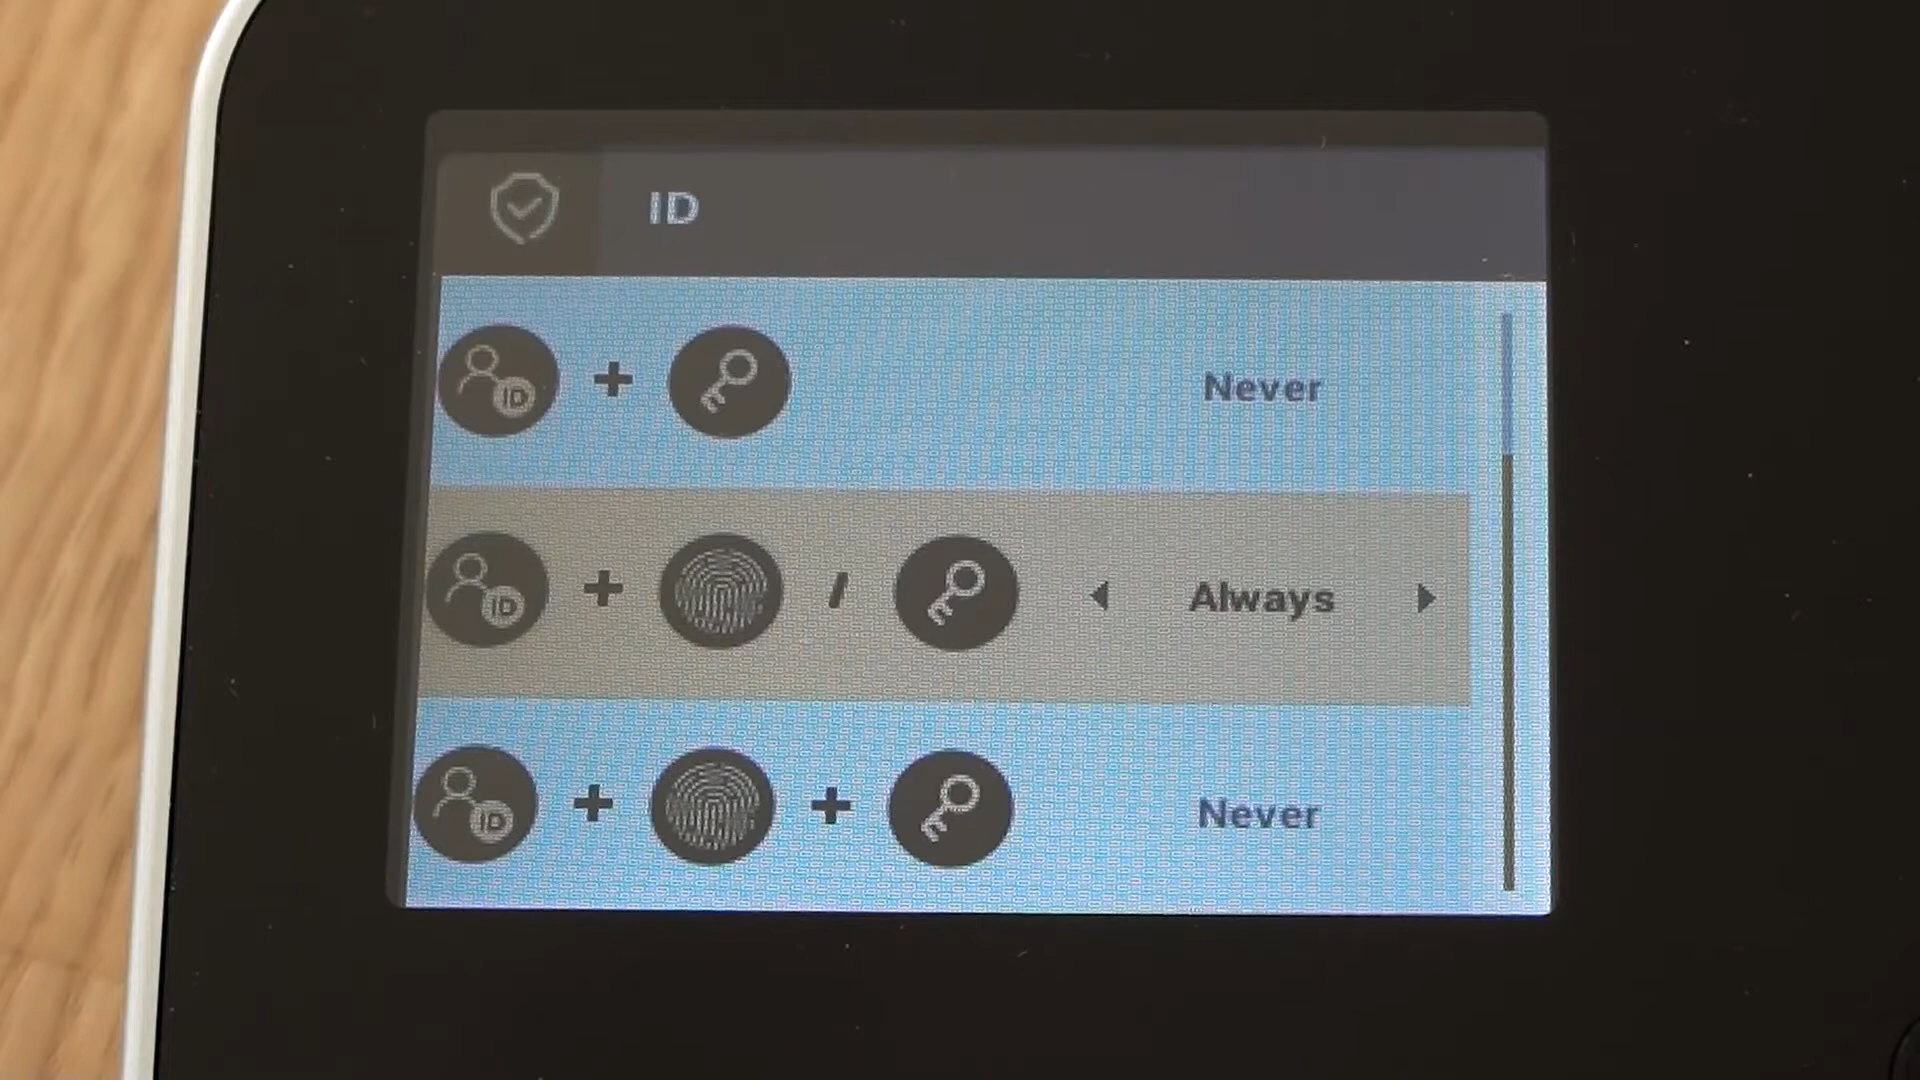 ID
ID + Never
ID + / Always
ID + + Never